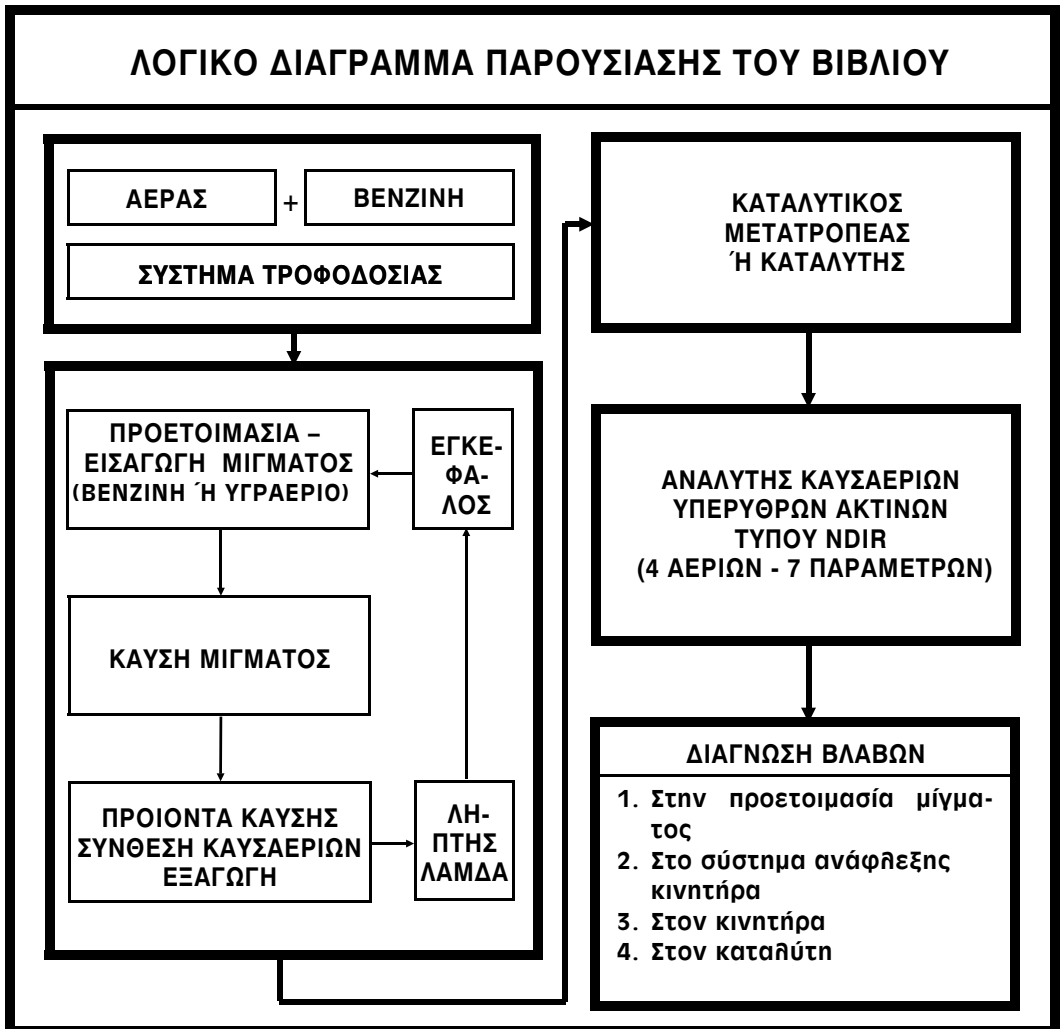 ΛΟΓΙΚΟ ΔΙΑΓΡΑΜΜΑ ΠΑΡΟΥΣΙΑΣΗΣ ΤΟΥ ΒΙΒΛΙΟΥ
ΑΕΡΑΣ + ΒΕΝΖΙΝΗ
ΣΥΣΤΗΜΑ ΤΡΟΦΟΔΟΣΙΑΣ
ΠΡΟΕΤΟΙΜΑΣΙΑ –
ΕΙΣΑΓΩΓΗ ΜΙΓΜΑΤΟΣ
(ΒΕΝΖΙΝΗ Ή ΥΓΡΑΕΡΙΟ)
ΕΓΚΕ-
ΦΑ-
ΛΟΣ
ΚΑΥΣΗ ΜΙΓΜΑΤΟΣ
ΠΡΟΙΟΝΤΑ ΚΑΥΣΗΣ
ΣΥΝΘΕΣΗ ΚΑΥΣΑΕΡΙΩΝ
ΕΞΑΓΩΓΗ
ΛΗ-
ΠΤΗΣ
ΛΑΜΔΑ
ΚΑΤΑΛΥΤΙΚΟΣ
ΜΕΤΑΤΡΟΠΕΑΣ
Ή ΚΑΤΑΛΥΤΗΣ
ΑΝΑΛΥΤΗΣ ΚΑΥΣΑΕΡΙΩΝ
ΥΠΕΡΥΘΡΩΝ ΑΚΤΙΝΩΝ
ΤΥΠΟΥ NDIR
(4 ΑΕΡΙΩΝ - 7 ΠΑΡΑΜΕΤΡΩΝ)
ΔΙΑΓΝΩΣΗ ΒΛΑΒΩΝ
1. Στην προετοιμασία μίγμα-
τος
2. Στο σύστημα ανάφλεξης
κινητήρα
3. Στον κινητήρα
4. Στον καταλύτη